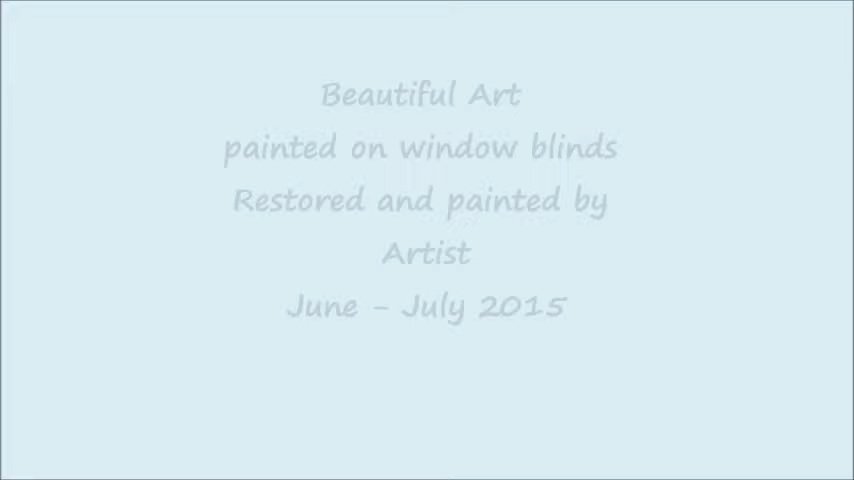 Beautiful Art
painted on window blinds
Restored and painted by
Artist
June - July 2015